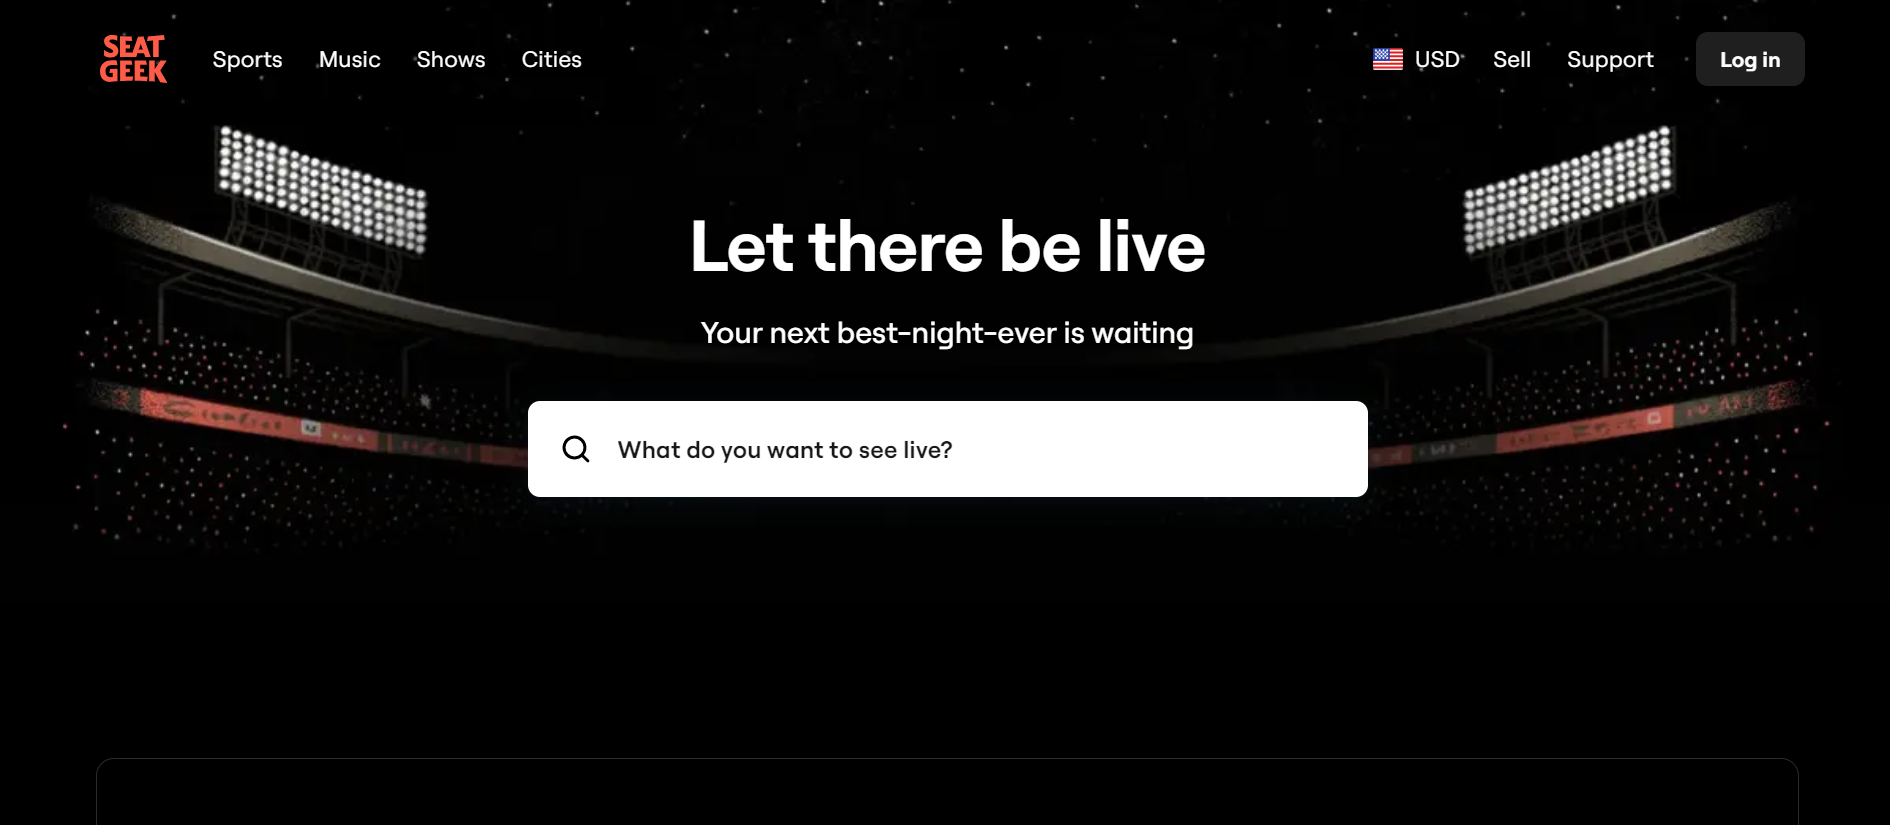 SEAT
GEEK
Sports
Music
Shows
Cities
USD
Sell
Support
Log in
Let there be live
Your next best-night-ever is waiting
What do you want to see live?